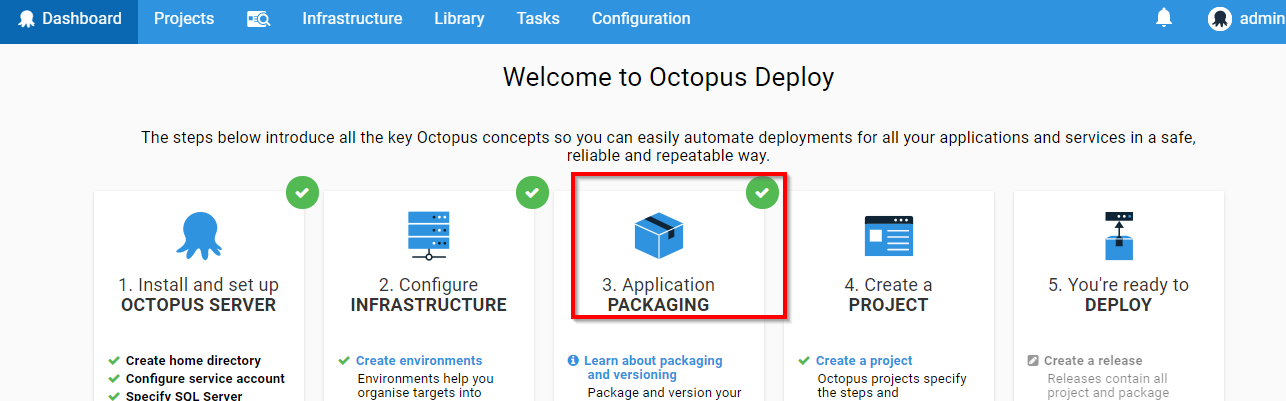 Dashboard Projects Infrastructure Library Tasks Configuration admin
Welcome to Octopus Deploy
The steps below introduce all the key Octopus concepts so you can easily automate deployments for all your applications and services in a safe,
reliable and repeatable way.
1. Install and set up
OCTOPUS SERVER
Create home directory
Configure service account
Specify SQL Server
2. Configure
INFRASTRUCTURE
Create environments
Environments help you
organise targets into
3. Application
PACKAGING
Learn about packaging
and versioning
Package and version your
4. Create a
PROJECT
Create a project
Octopus projects specify
the steps and
5. You're ready to
DEPLOY
Create a release
Releases contain all
project and package